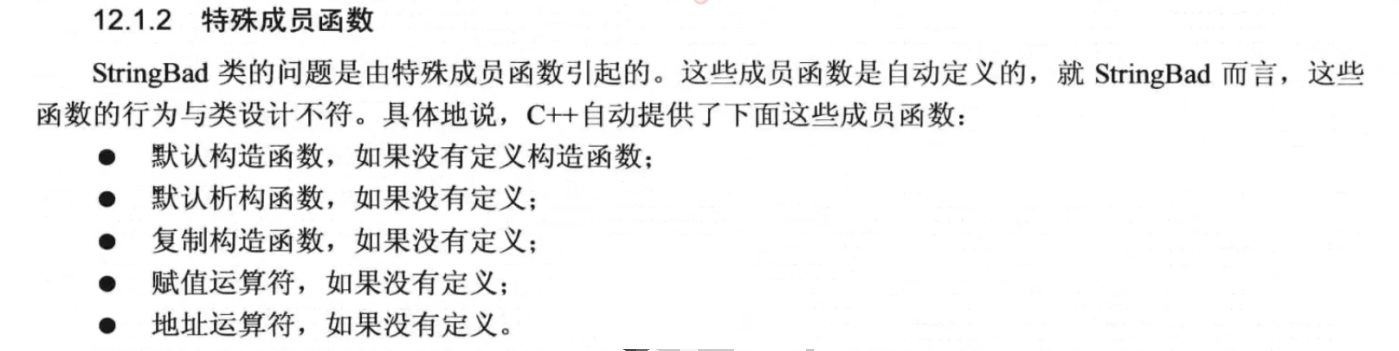 12.1.2 特殊成员函数
StringBad 类的问题是由特殊成员函数引起的。这些成员函数是自动定义的，就 StringBad 而言，这些
函数的行为与类设计不符。具体地说，C++自动提供了下面这些成员函数：
● 默认构造函数，如果没有定义构造函数；
● 默认析构函数，如果没有定义；
● 复制构造函数，如果没有定义；
● 赋值运算符，如果没有定义；
● 地址运算符，如果没有定义。